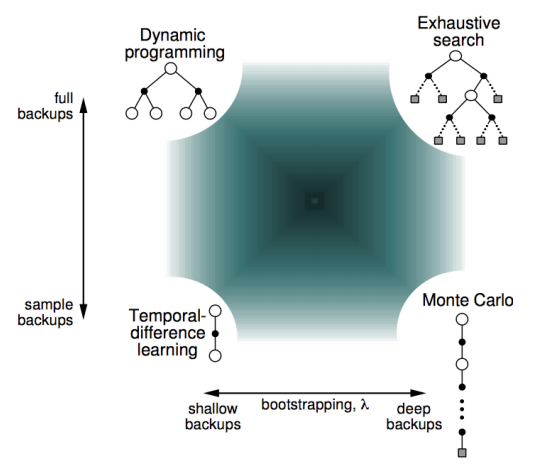 Dynamic
programming
Exhaustive
search
full
backups
sample
backups
Temporal-
difference
learning
Monte Carlo
shallow
backups
bootstrapping, λ
deep
backups